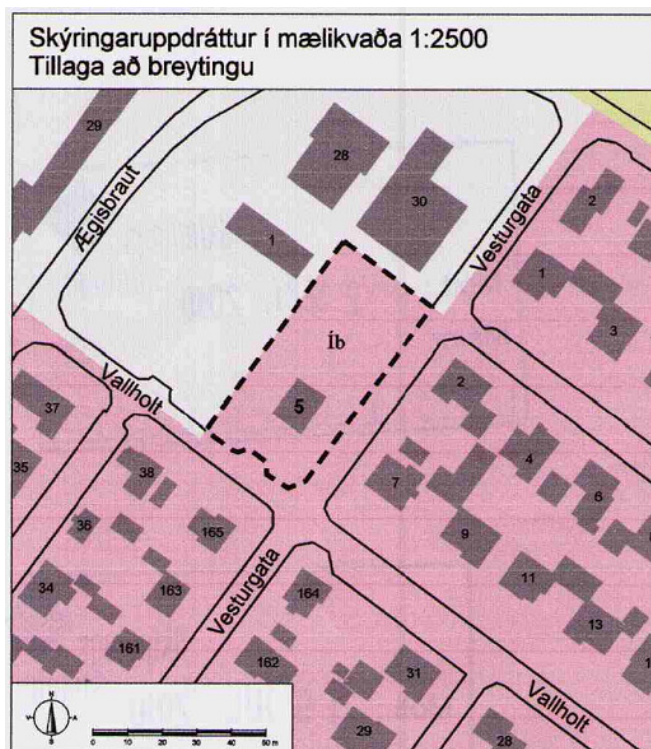 Skýringaruppdráttur í mælikvaða 1:2500
Tillaga að breytingu
29
28
30
2
Ægisbraut
Vesturgata
1
1
3
Íb
Vallholt
2
37
5
4
35
38
7
6
36
165
9
34
163
11
164
Vesturgata
13
161
162
31
Vallholt
29
28
N
V
A
S
0 10 20 30 40 50 m